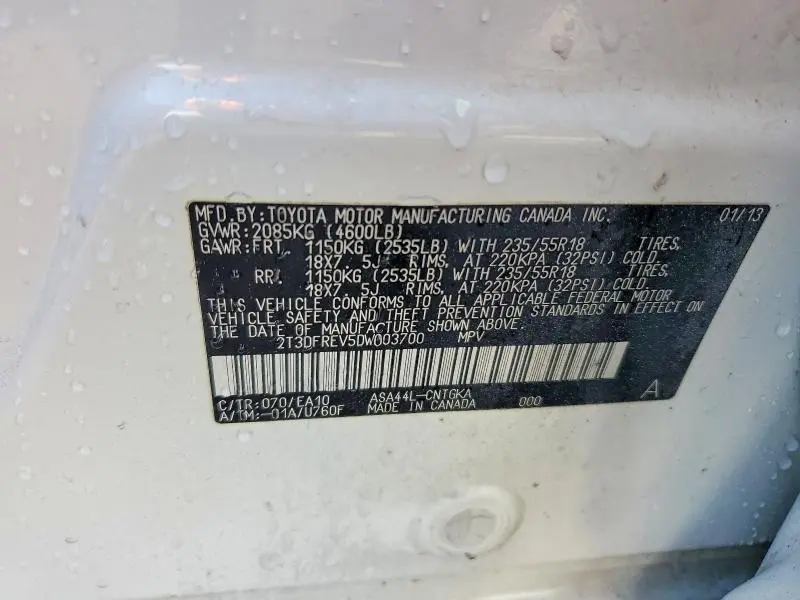 MFD.BY:TOYOTA MOTOR MANUFACTURING CANADA INC. 01/13
GVWR:2085KG (4600LB)
GAWR:FRT 1150KG (2535LB) WITH 235/55R18 TIRES,
18X7. 5J RIMS, AT 220KPA (32PSI) COLD.
RR 1150KG (2535LB) WITH 235/55R18 TIRES,
18X7. 5J RIMS, AT 220KPA (32PSI) COLD.
THIS VEHICLE CONFORMS TO ALL APPLICABLE FEDERAL MOTOR
VEHICLE SAFETY AND THEFT PREVENTION STANDARDS IN EFFECT ON
THE DATE OF MANUFACTURE SHOWN ABOVE.
2T3DFREV5DW003700 MPV
C/TR:070/EA10 ASA44L-CNTGKA A
A/TM:-01A/U760F MADE IN CANADA 000